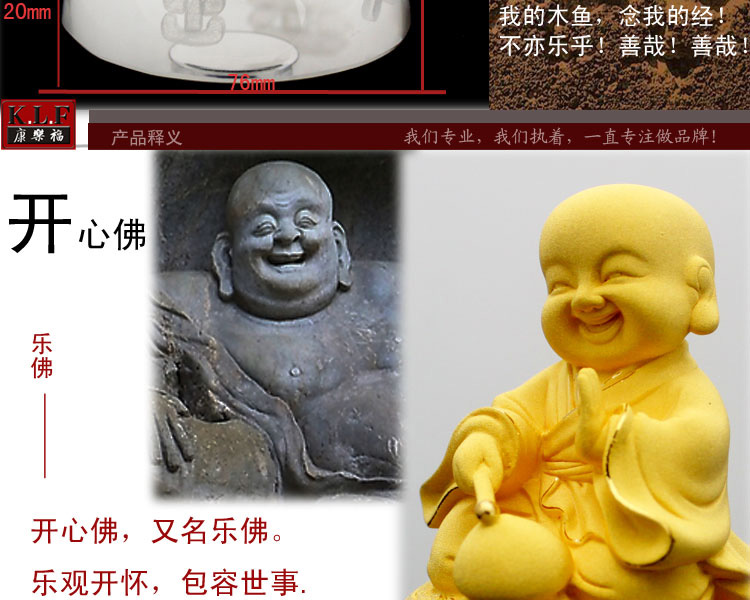 20mm
我的木鱼，念我的经！
不亦乐乎！善哉！善哉！
76mm
K.L.F
康樂福
产品释义
我们专业，我们执着，一直专注做品牌！
开心佛
乐佛
开心佛，又名乐佛。
乐观开怀，包容世事.